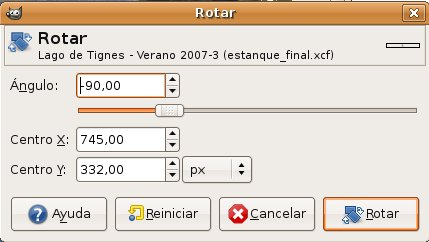 Rotar
Rotar
Lago de Tignes - Verano 2007-3 (estanque_final.xcf)
Ángulo: -90,00
Centro X: 745,00
Centro Y: 332,00 px
Ayuda Reiniciar Cancelar Rotar